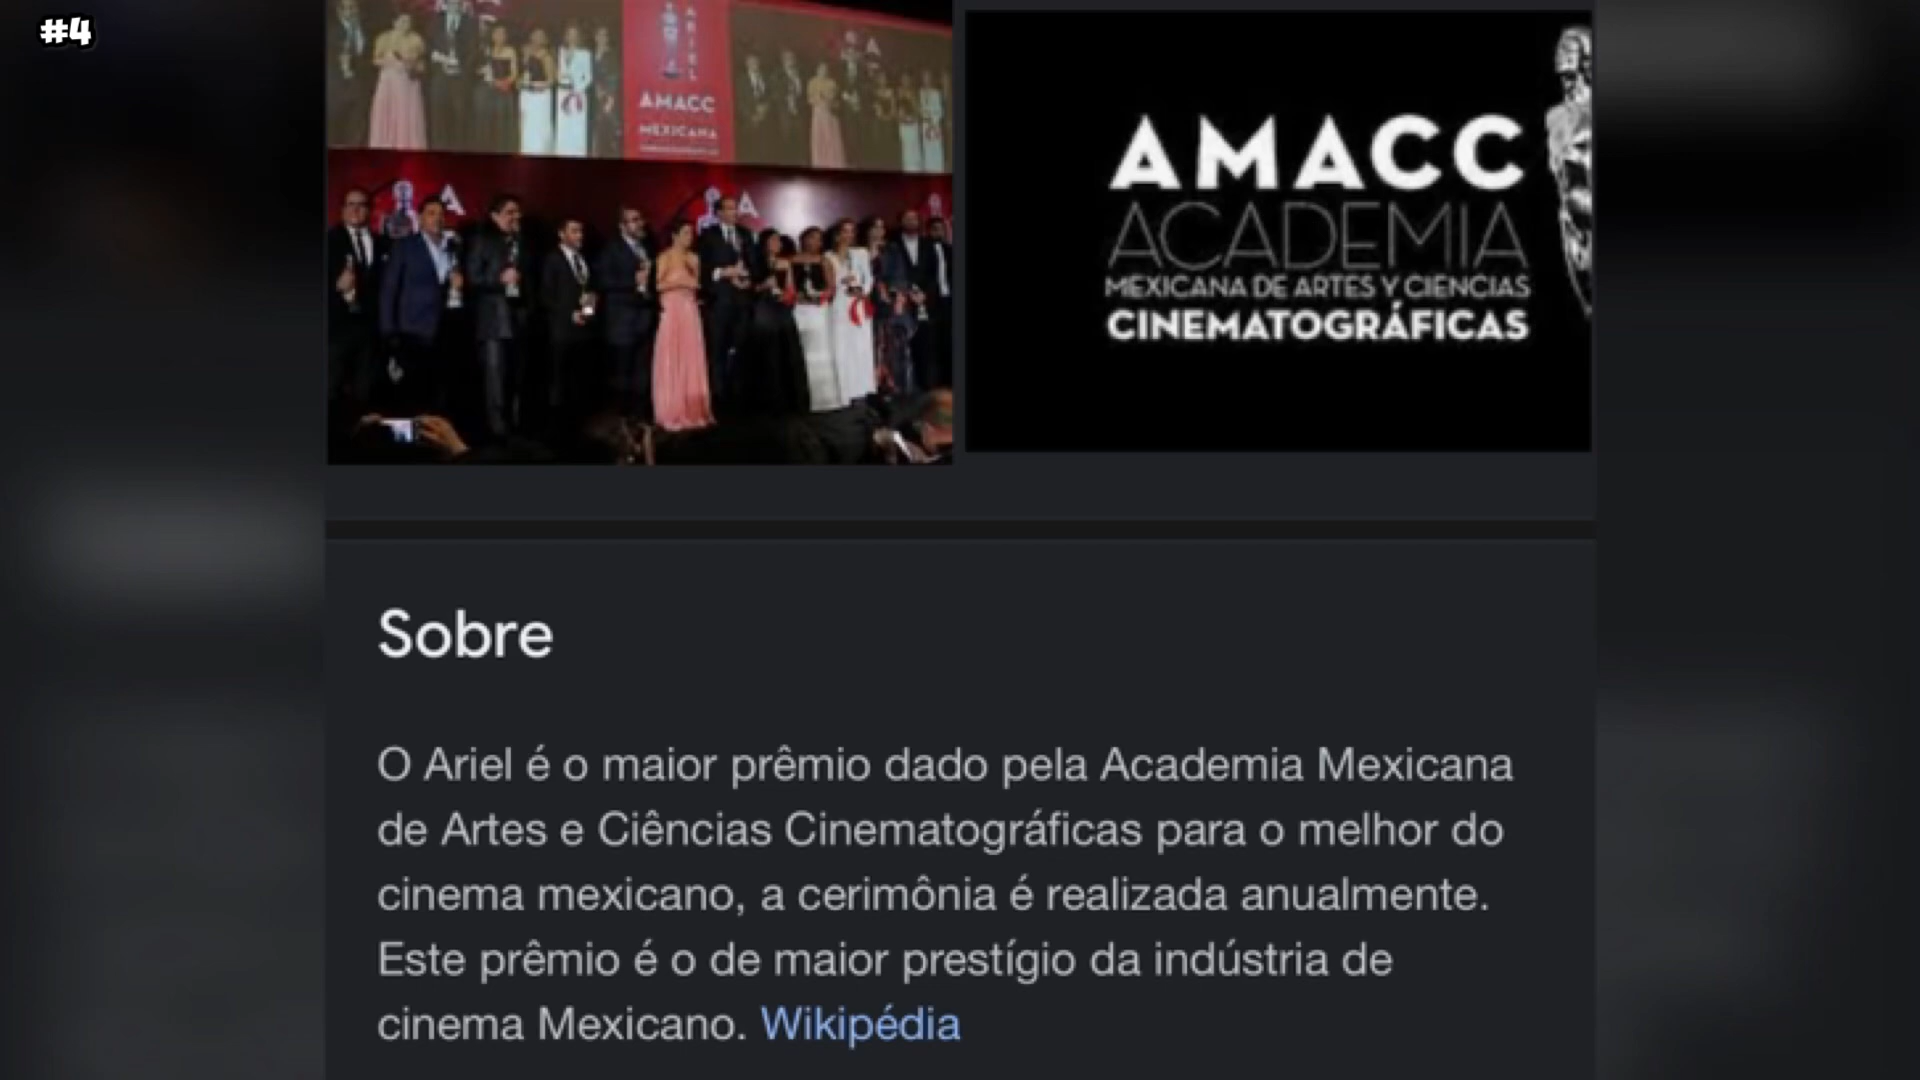 #4
ARIEL
AMACC
MEXICANA
AMACC
ACADEMIA
MEXICANA DE ARTES Y CIENCIAS
CINEMATOGRÁFICAS
Sobre
O Ariel é o maior prêmio dado pela Academia Mexicana
de Artes e Ciências Cinematográficas para o melhor do
cinema mexicano, a cerimônia é realizada anualmente.
Este prêmio é o de maior prestígio da indústria de
cinema Mexicano. Wikipédia